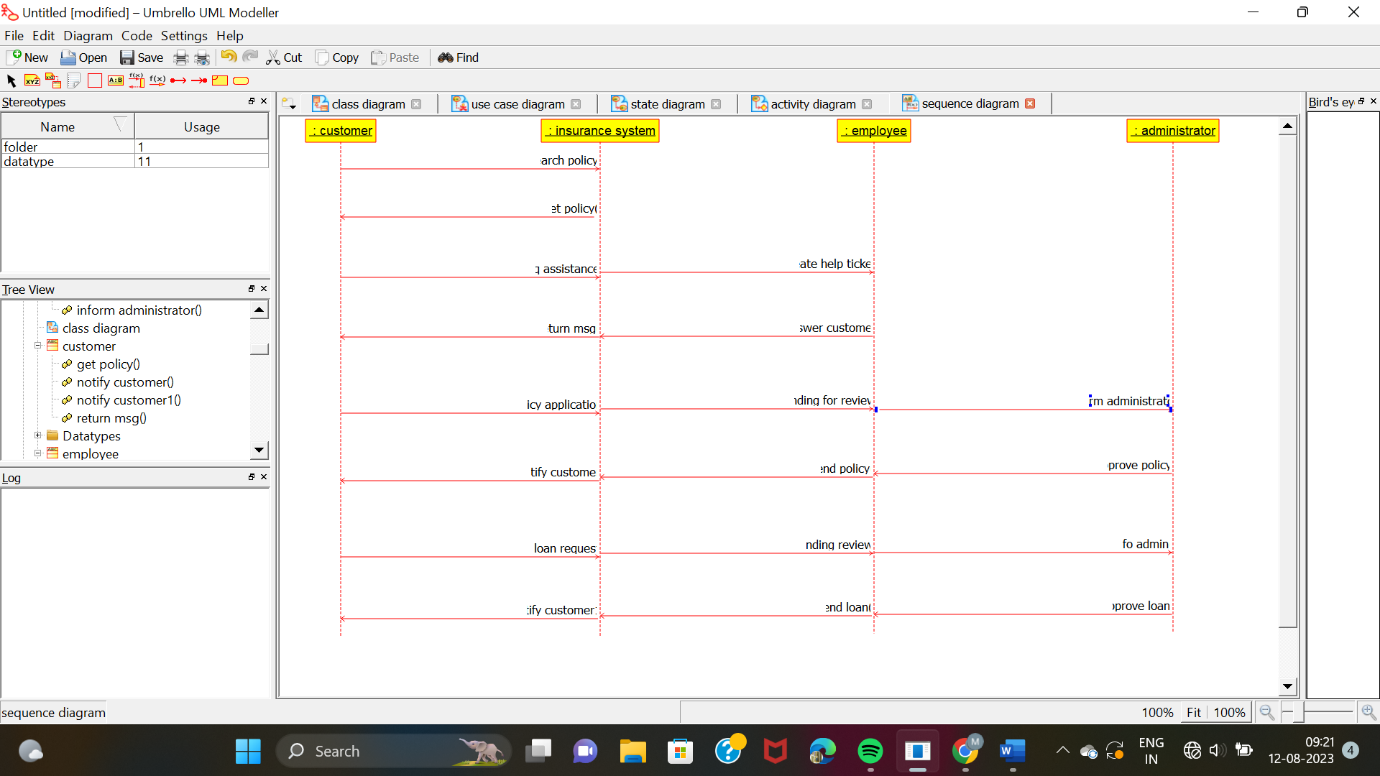 Untitled [modified] – Umbrello UML Modeller
File Edit Diagram Code Settings Help
New Open Save Cut Copy Paste Find
XYZ A:B f(x) f(x)
Stereotypes
Name Usage
folder 1
datatype 11
class diagram use case diagram state diagram activity diagram sequence diagram
Bird's ey
: customer : insurance system : employee : administrator
arch policy
et policy(
g assistance ate help ticke
turn msg swer custome
icy applicatio nding for review rm administrat
tify custome end policy prove policy
loan reques nding review fo admin
tify customer1 end loan( prove loan
Tree View
inform administrator()
class diagram
customer
get policy()
notify customer()
notify customer1()
return msg()
Datatypes
employee
Log
sequence diagram
100% Fit 100%
Search
M
W
ENG
IN
09:21
12-08-2023
4